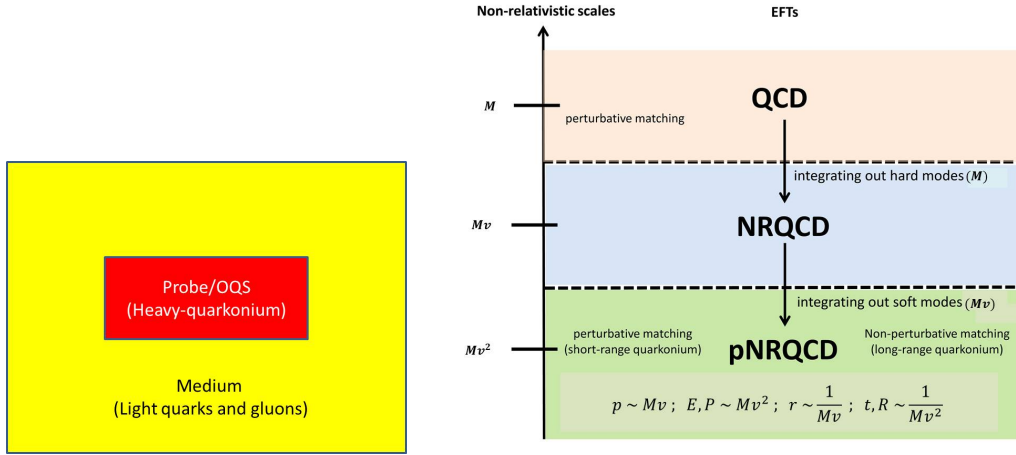 Probe/OQS
(Heavy-quarkonium)
Medium
(Light quarks and gluons)
Non-relativistic scales
EFTs
M
perturbative matching
QCD
integrating out hard modes (M)
Mv
NRQCD
integrating out soft modes (Mv)
Mv²
perturbative matching
(short-range quarkonium)
pNRQCD
Non-perturbative matching
(long-range quarkonium)
p ~ Mv ; E, P ~ Mv² ; r ~ 1/Mv ; t, R ~ 1/Mv²